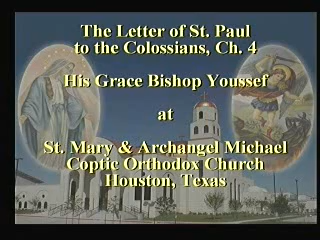 The Letter of St. Paul
to the Colossians, Ch. 4
His Grace Bishop Youssef
at
St. Mary & Archangel Michael
Coptic Orthodox Church
Houston, Texas